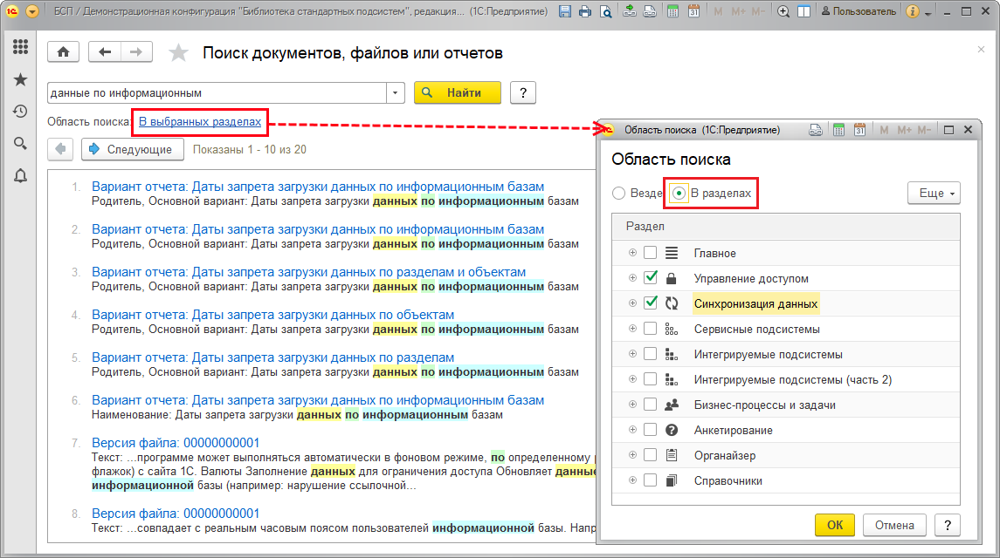 БСП / Демонстрационная конфигурация "Библиотека стандартных подсистем", редакция... (1С:Предприятие)
31 M M+ M- Пользователь
Поиск документов, файлов или отчетов
данные по информационным
Найти
?
Область поиска: В выбранных разделах
Следующие
Показаны 1 - 10 из 20
1. Вариант отчета: Даты запрета загрузки данных по информационным базам
Родитель, Основной вариант: Даты запрета загрузки данных по информационным базам
2. Вариант отчета: Даты запрета загрузки данных по информационным базам
Родитель, Основной вариант: Даты запрета загрузки данных по информационным базам
3. Вариант отчета: Даты запрета загрузки данных по разделам и объектам
Родитель, Основной вариант: Даты запрета загрузки данных по информационным базам
4. Вариант отчета: Даты запрета загрузки данных по объектам
Родитель, Основной вариант: Даты запрета загрузки данных по информационным базам
5. Вариант отчета: Даты запрета загрузки данных по разделам
Родитель, Основной вариант: Даты запрета загрузки данных по информационным базам
6. Вариант отчета: Даты запрета загрузки данных по информационным базам
Наименование: Даты запрета загрузки данных по информационным базам
7. Версия файла: 00000000001
Текст: ...программе может выполняться автоматически в фоновом режиме, по определенному
флажок) с сайта 1С. Валюты Заполнение данных для ограничения доступа Обновляет данные
информационной базы (например: нарушение ссылочной...
8. Версия файла: 00000000001
Текст: ...совпадает с реальным часовым поясом пользователей информационной базы. Напр
Область поиска (1С:Предприятие)
31 M M+ M-
Область поиска
Везде
В разделах
Еще
Раздел
Главное
Управление доступом
Синхронизация данных
Сервисные подсистемы
Интегрируемые подсистемы
Интегрируемые подсистемы (часть 2)
Бизнес-процессы и задачи
Анкетирование
Органайзер
Справочники
ОК
Отмена
?